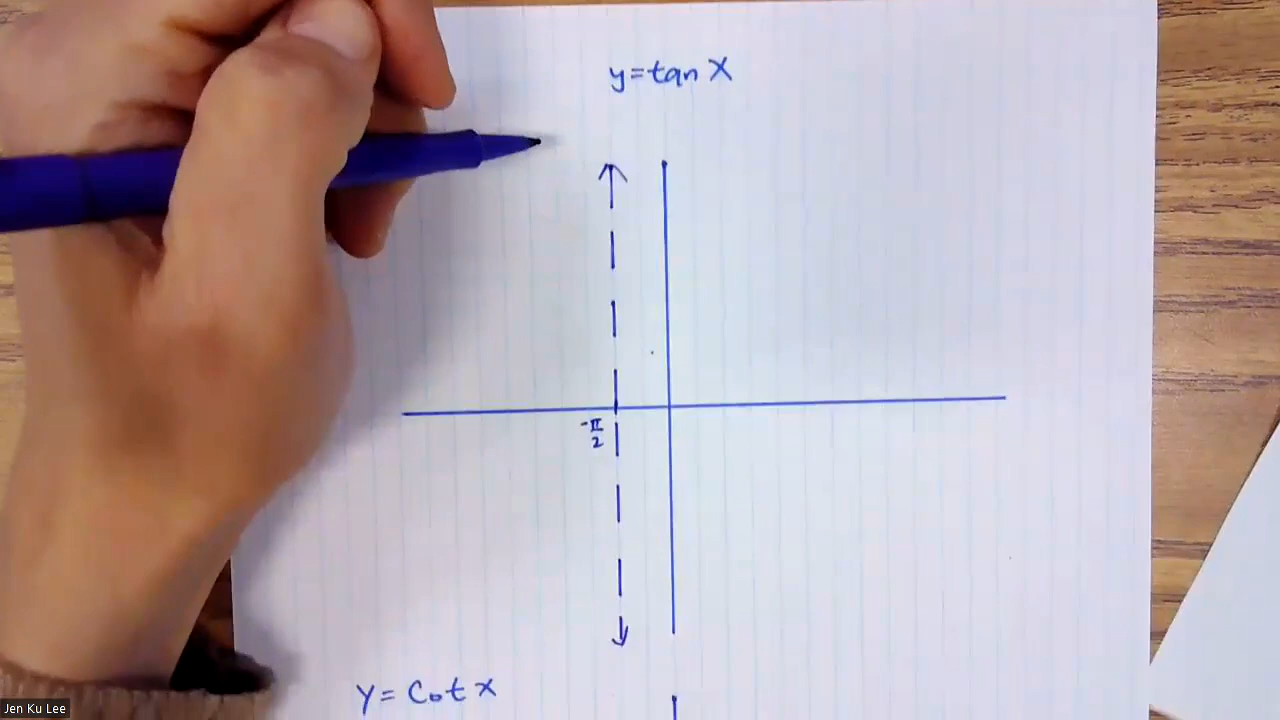 y=tan x
-π/2
y= cot x
Jen Ku Lee